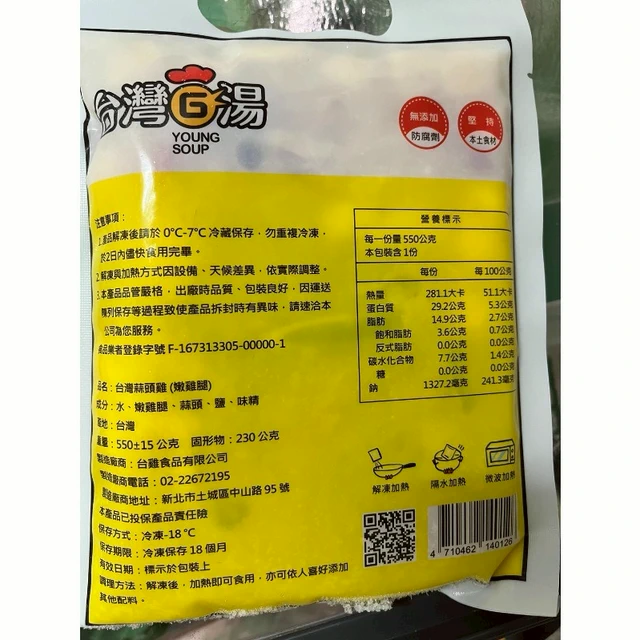 台灣G湯
YOUNG
SOUP
無添加
防腐劑
堅持
本土食材
注意事項：
1.產品解凍後請於 0°C-7°C 冷藏保存，勿重複冷凍，
於2日內儘快食用完畢。
2.解凍與加熱方式因設備、天候差異，依實際調整。
3.本產品品管嚴格，出廠時品質、包裝良好，因運送
陳列保存等過程致使產品拆封時有異味，請速洽本
公司為您服務。
食品業者登錄字號 F-167313305-00000-1
品名：台灣蒜頭雞 (嫩雞腿)
成分：水、嫩雞腿、蒜頭、鹽、味精
產地：台灣
重量：550±15 公克 固形物：230 公克
製造廠商：台雞食品有限公司
製造廠商電話：02-22672195
製造廠商地址：新北市土城區中山路 95 號
本產品已投保產品責任險
保存方式：冷凍-18 °C
保存期限：冷凍保存 18 個月
有效日期：標示於包裝上
調理方法：解凍後，加熱即可食用，亦可依人喜好添加
其他配料。
營養標示
每一份量 550公克
本包裝含 1份
每份 每 100公克
熱量 281.1大卡 51.1大卡
蛋白質 29.2公克 5.3公克
脂肪 14.9公克 2.7公克
飽和脂肪 3.6公克 0.7公克
反式脂肪 0.0公克 0.0公克
碳水化合物 7.7公克 1.4公克
糖 0.0公克 0.0公克
鈉 1327.2毫克 241.3毫克
解凍加熱
隔水加熱
微波加熱
4 710462 140126